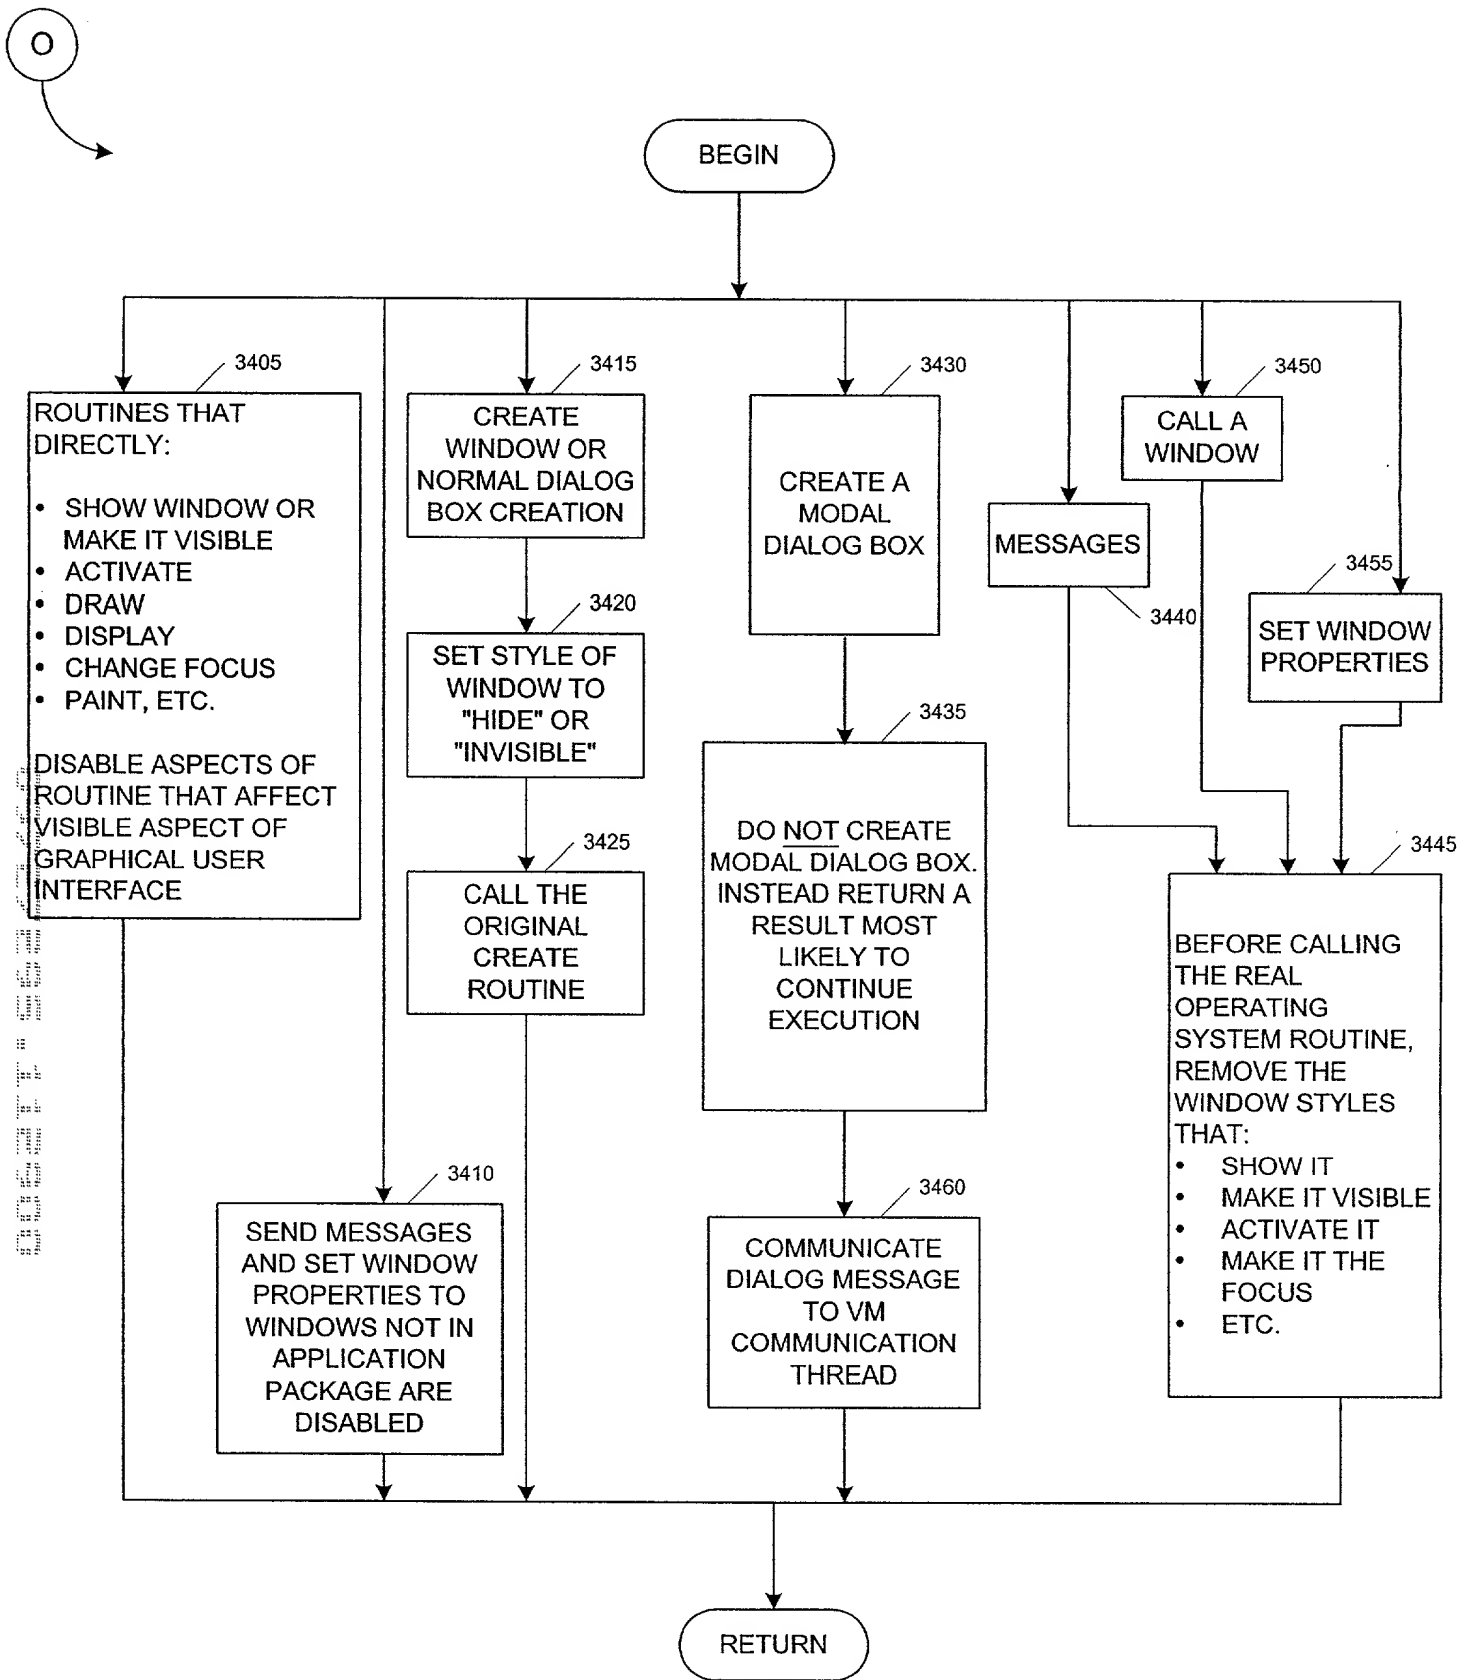 O
BEGIN
3405
ROUTINES THAT
DIRECTLY:
• SHOW WINDOW OR
MAKE IT VISIBLE
• ACTIVATE
• DRAW
• DISPLAY
• CHANGE FOCUS
• PAINT, ETC.
DISABLE ASPECTS OF
ROUTINE THAT AFFECT
VISIBLE ASPECT OF
GRAPHICAL USER
INTERFACE
3410
SEND MESSAGES
AND SET WINDOW
PROPERTIES TO
WINDOWS NOT IN
APPLICATION
PACKAGE ARE
DISABLED
3415
CREATE
WINDOW OR
NORMAL DIALOG
BOX CREATION
3420
SET STYLE OF
WINDOW TO
"HIDE" OR
"INVISIBLE"
3425
CALL THE
ORIGINAL
CREATE
ROUTINE
3430
CREATE A
MODAL
DIALOG BOX
3435
DO NOT CREATE
MODAL DIALOG BOX.
INSTEAD RETURN A
RESULT MOST
LIKELY TO
CONTINUE
EXECUTION
3460
COMMUNICATE
DIALOG MESSAGE
TO VM
COMMUNICATION
THREAD
MESSAGES
3440
3450
CALL A
WINDOW
3455
SET WINDOW
PROPERTIES
3445
BEFORE CALLING
THE REAL
OPERATING
SYSTEM ROUTINE,
REMOVE THE
WINDOW STYLES
THAT:
• SHOW IT
• MAKE IT VISIBLE
• ACTIVATE IT
• MAKE IT THE
FOCUS
• ETC.
RETURN